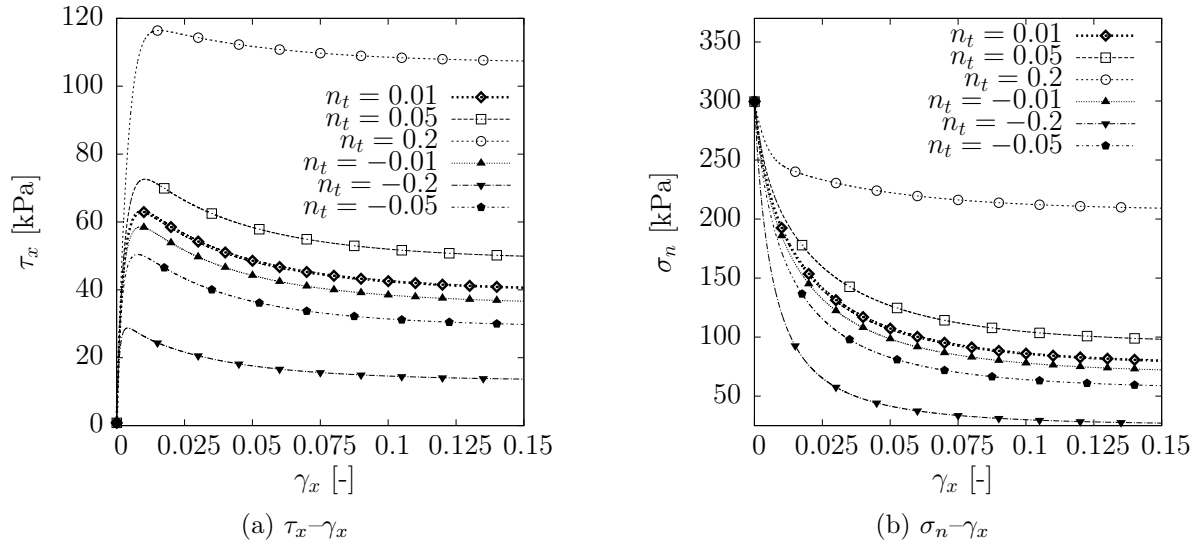 120
100
80
60
40
20
0
τₓ [kPa]
nₜ = 0.01
nₜ = 0.05
nₜ = 0.2
nₜ = −0.01
nₜ = −0.2
nₜ = −0.05
0 0.025 0.05 0.075 0.1 0.125 0.15
γₓ [-]
(a) τₓ–γₓ
350
300
250
200
150
100
50
σₙ [kPa]
nₜ = 0.01
nₜ = 0.05
nₜ = 0.2
nₜ = −0.01
nₜ = −0.2
nₜ = −0.05
0 0.025 0.05 0.075 0.1 0.125 0.15
γₓ [-]
(b) σₙ–γₓ